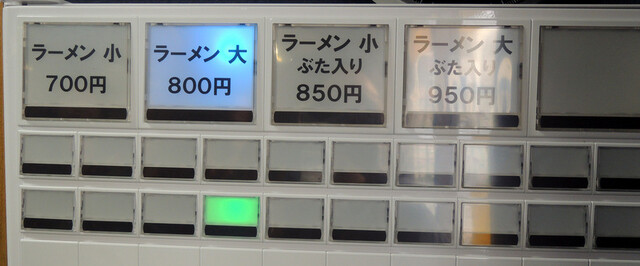 ラーメン 小
700円
ラーメン 大
800円
ラーメン 小
ぶた入り
850円
ラーメン 大
ぶた入り
950円